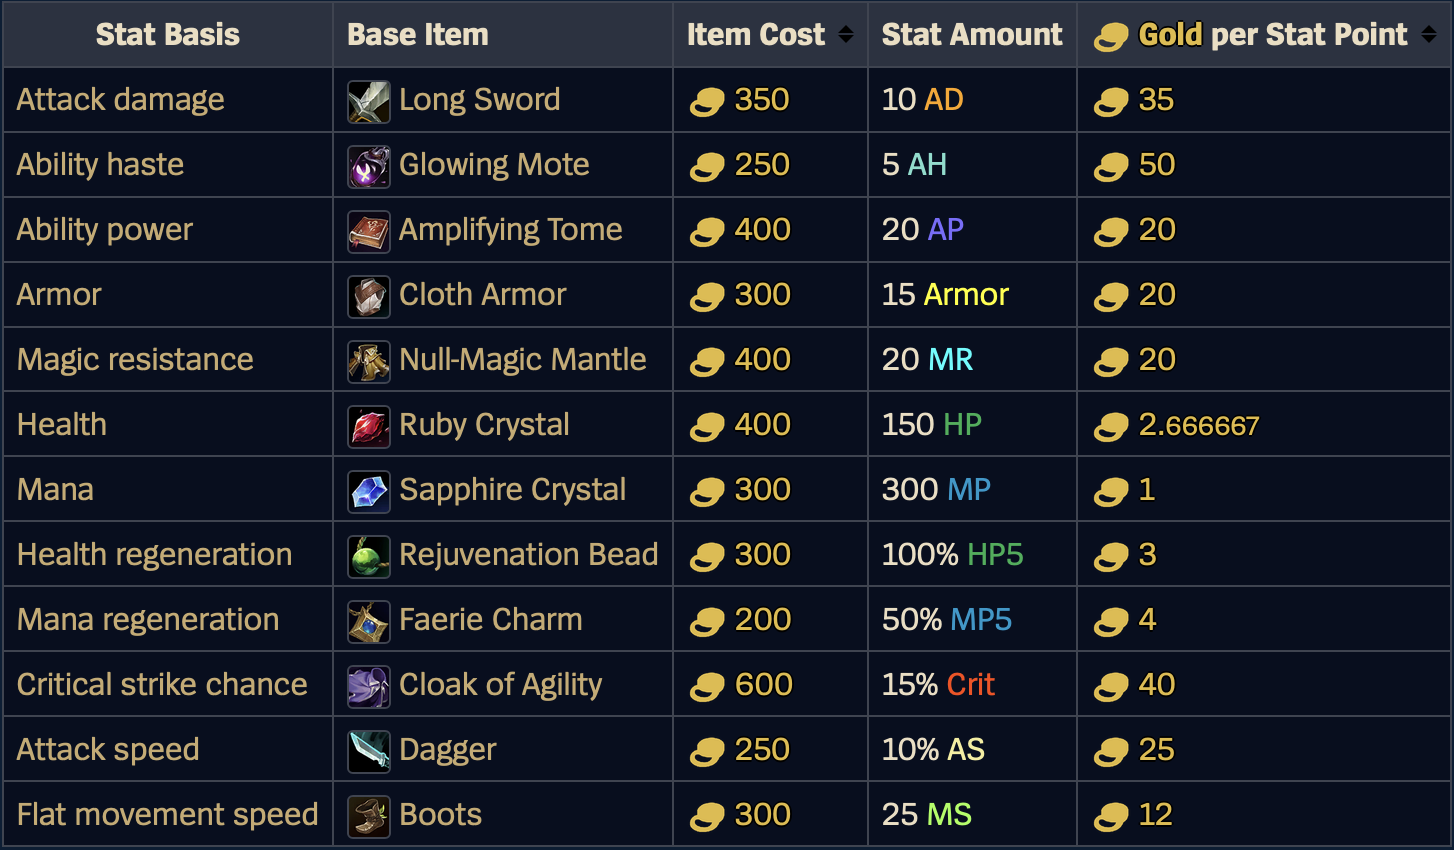 Stat Basis Base Item Item Cost Stat Amount Gold per Stat Point
Attack damage Long Sword 350 10 AD 35
Ability haste Glowing Mote 250 5 AH 50
Ability power Amplifying Tome 400 20 AP 20
Armor Cloth Armor 300 15 Armor 20
Magic resistance Null-Magic Mantle 400 20 MR 20
Health Ruby Crystal 400 150 HP 2.666667
Mana Sapphire Crystal 300 300 MP 1
Health regeneration Rejuvenation Bead 300 100% HP5 3
Mana regeneration Faerie Charm 200 50% MP5 4
Critical strike chance Cloak of Agility 600 15% Crit 40
Attack speed Dagger 250 10% AS 25
Flat movement speed Boots 300 25 MS 12